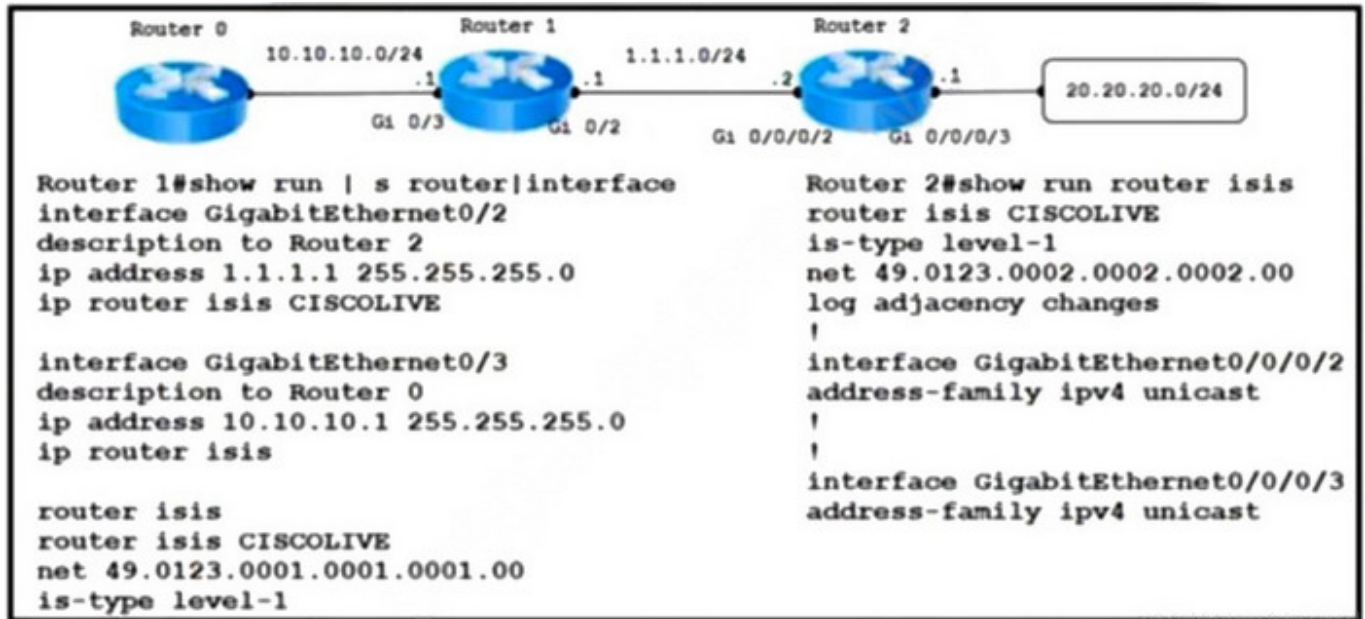 Router 0
Router 1
Router 2
10.10.10.0/24
1.1.1.0/24
.1
.1
.2
.1
20.20.20.0/24
Gi 0/3
Gi 0/2
Gi 0/0/0/2
Gi 0/0/0/3
Router 1#show run | s router|interface
interface GigabitEthernet0/2
description to Router 2
ip address 1.1.1.1 255.255.255.0
ip router isis CISCOLIVE
interface GigabitEthernet0/3
description to Router 0
ip address 10.10.10.1 255.255.255.0
ip router isis
router isis
router isis CISCOLIVE
net 49.0123.0001.0001.0001.00
is-type level-1
Router 2#show run router isis
router isis CISCOLIVE
is-type level-1
net 49.0123.0002.0002.0002.00
log adjacency changes
!
interface GigabitEthernet0/0/0/2
address-family ipv4 unicast
!
!
interface GigabitEthernet0/0/0/3
address-family ipv4 unicast